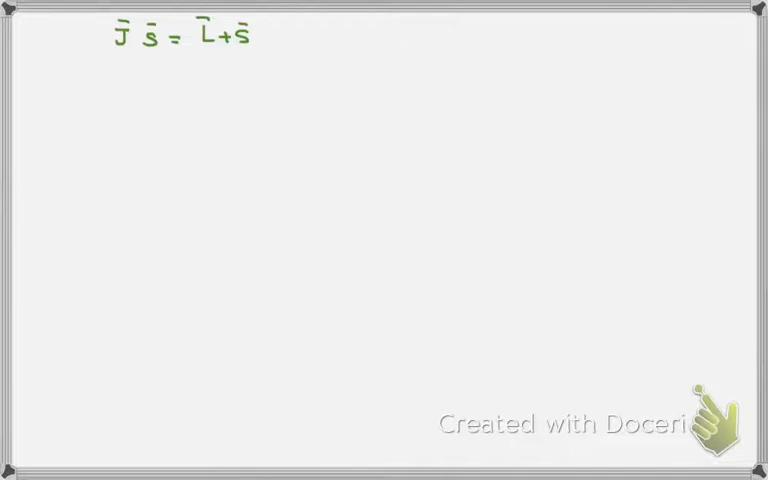 J̄ S̄ = L̄ + S̄
Created with Doceri